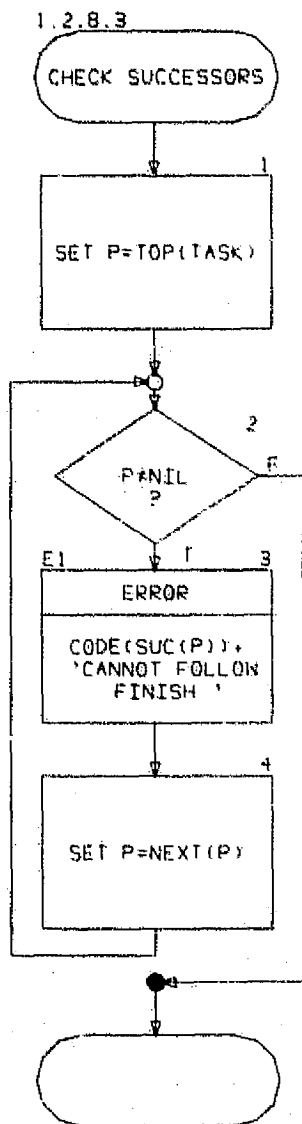 1.2.8.3
CHECK SUCCESSORS
1
SET P=TOP(TASK)
2
P≠NIL
?
F
T
E1
3
ERROR
CODE(SUC(P))+
'CANNOT FOLLOW
FINISH '
4
SET P=NEXT(P)